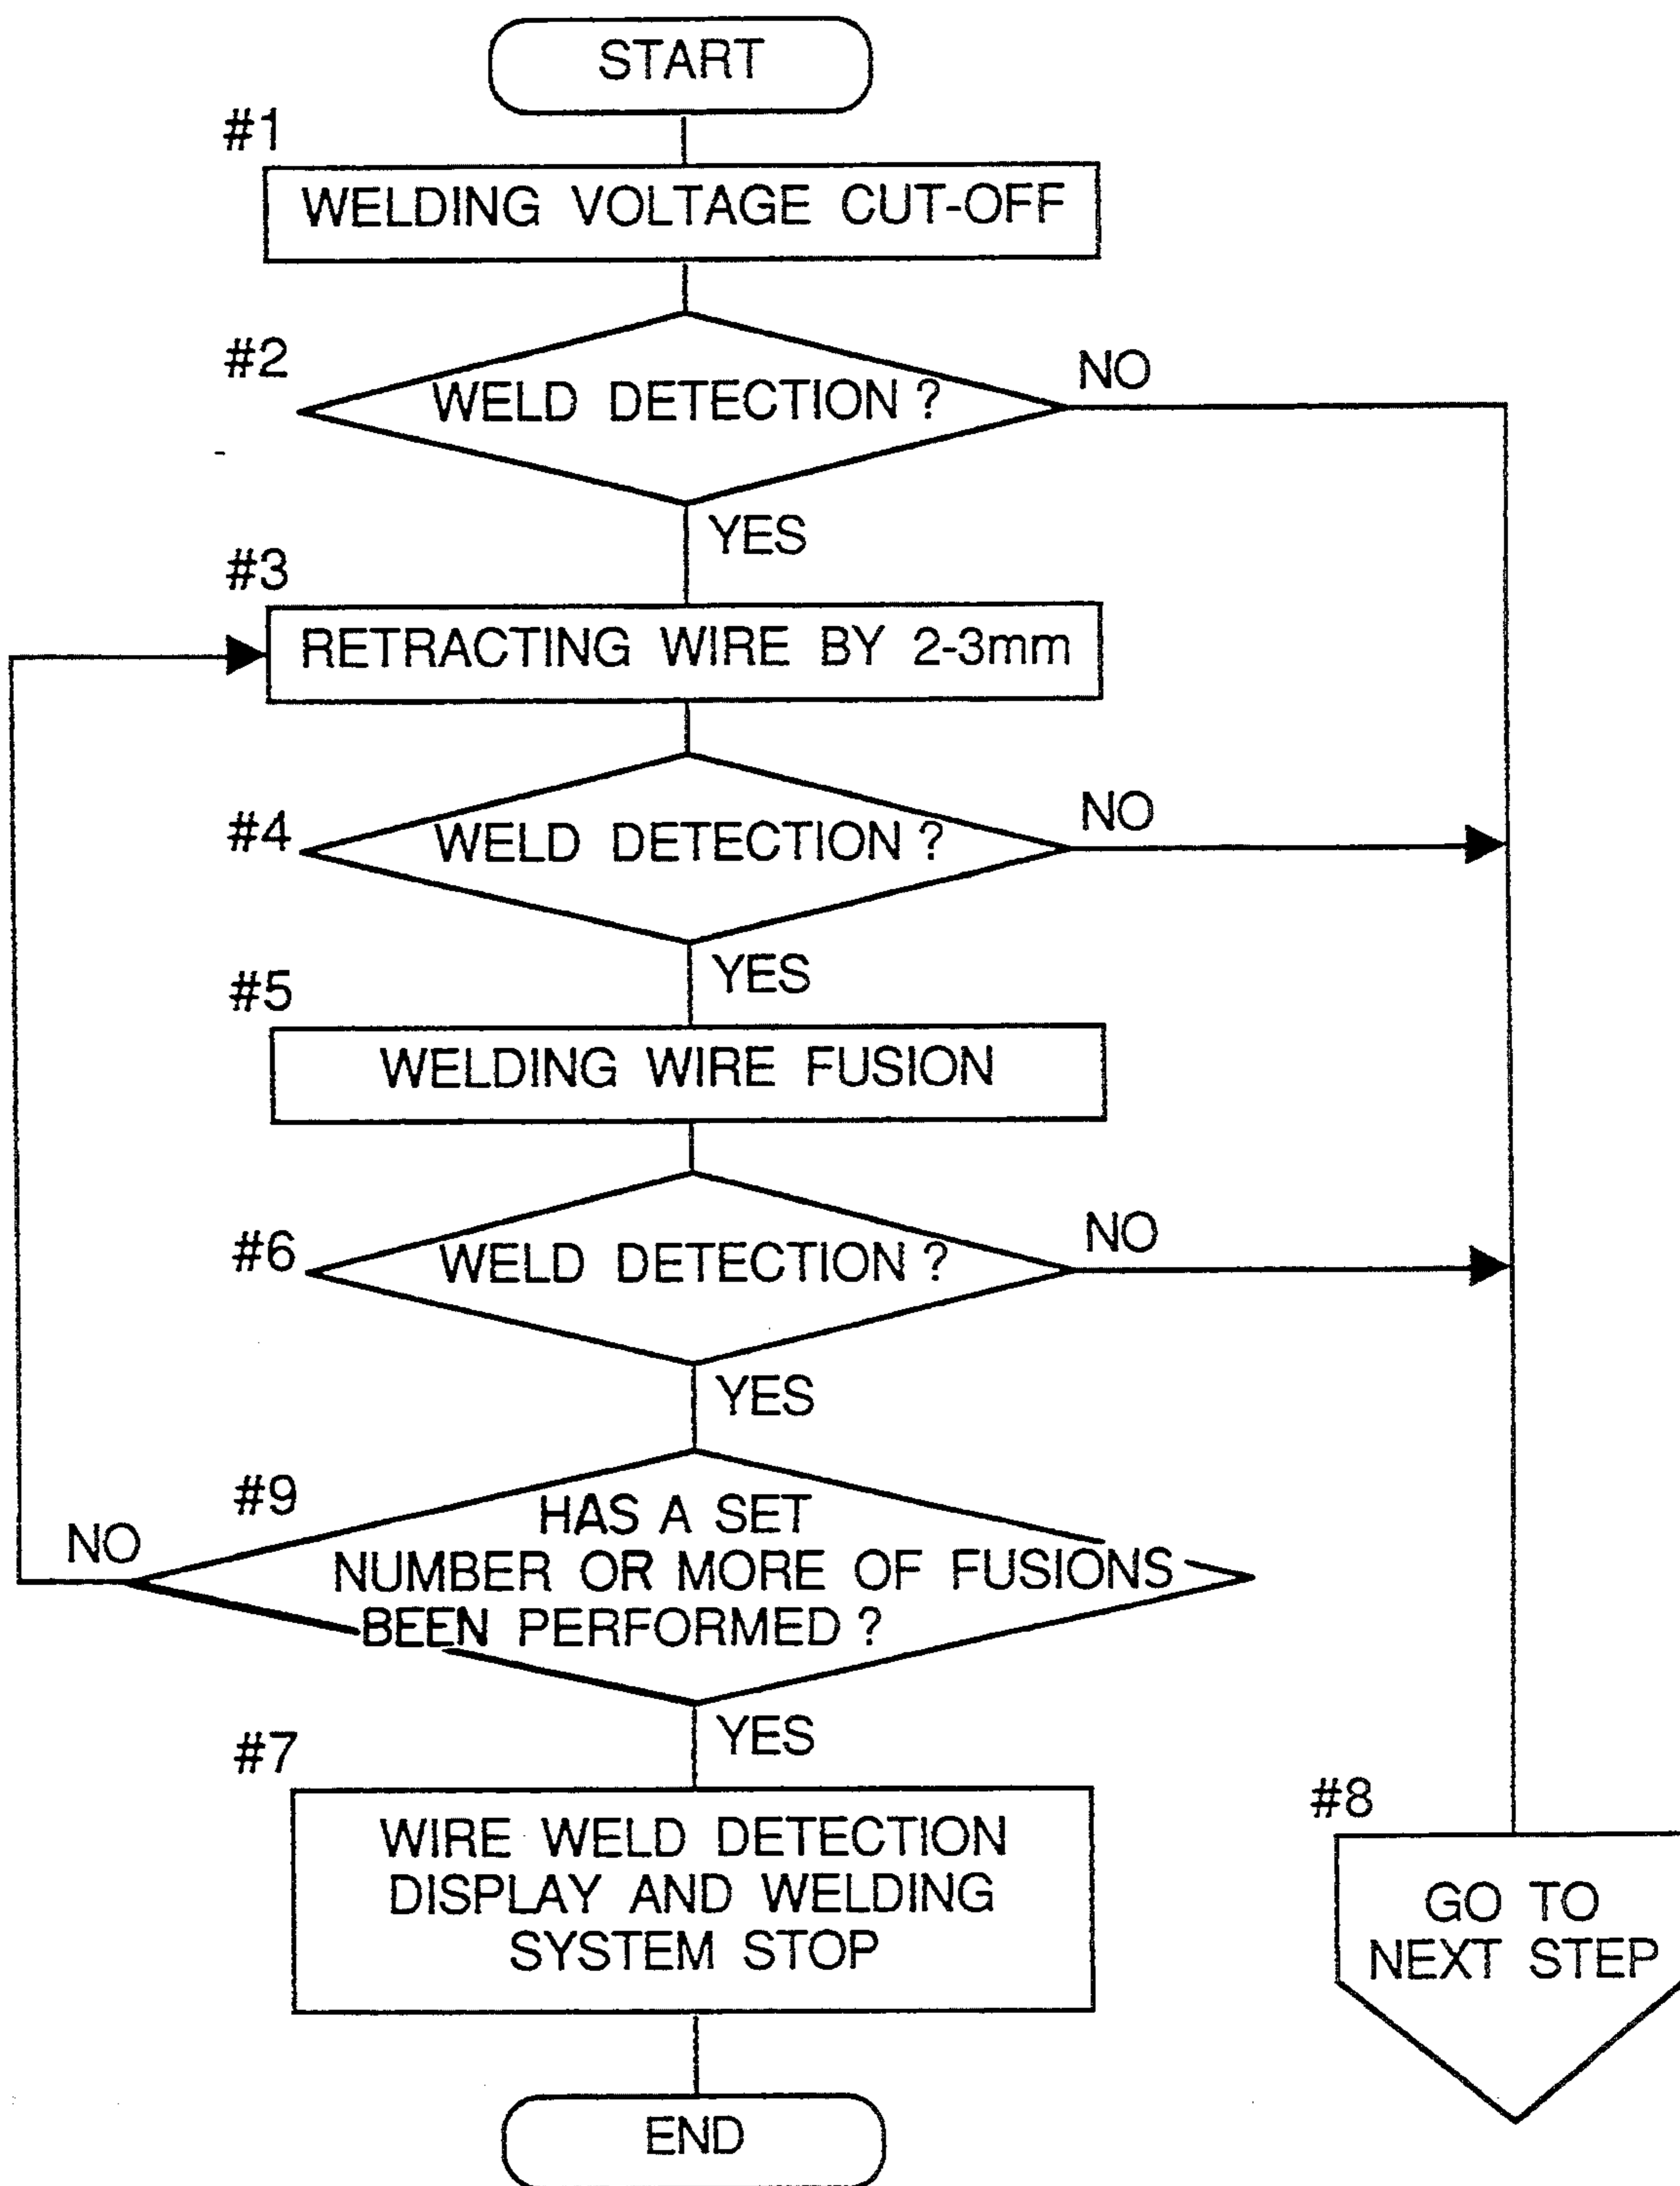 START
#1
WELDING VOLTAGE CUT-OFF
#2
WELD DETECTION ?
NO
YES
#3
RETRACTING WIRE BY 2-3mm
#4
WELD DETECTION ?
NO
YES
#5
WELDING WIRE FUSION
#6
WELD DETECTION ?
NO
YES
#9
HAS A SET
NUMBER OR MORE OF FUSIONS
BEEN PERFORMED ?
NO
YES
#7
WIRE WELD DETECTION
DISPLAY AND WELDING
SYSTEM STOP
#8
GO TO
NEXT STEP
END